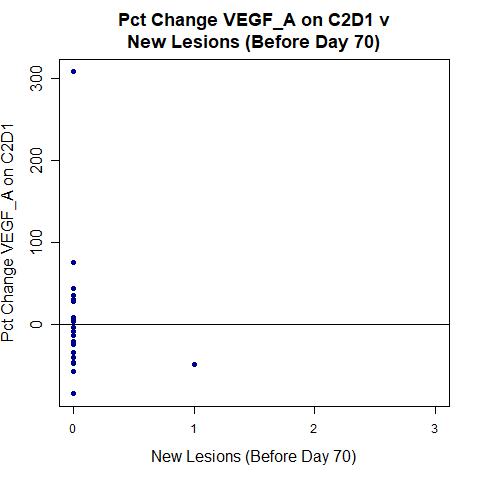 Pct Change VEGF_A on C2D1 v
New Lesions (Before Day 70)
Pct Change VEGF_A on C2D1
300
200
100
0
0 1 2 3
New Lesions (Before Day 70)